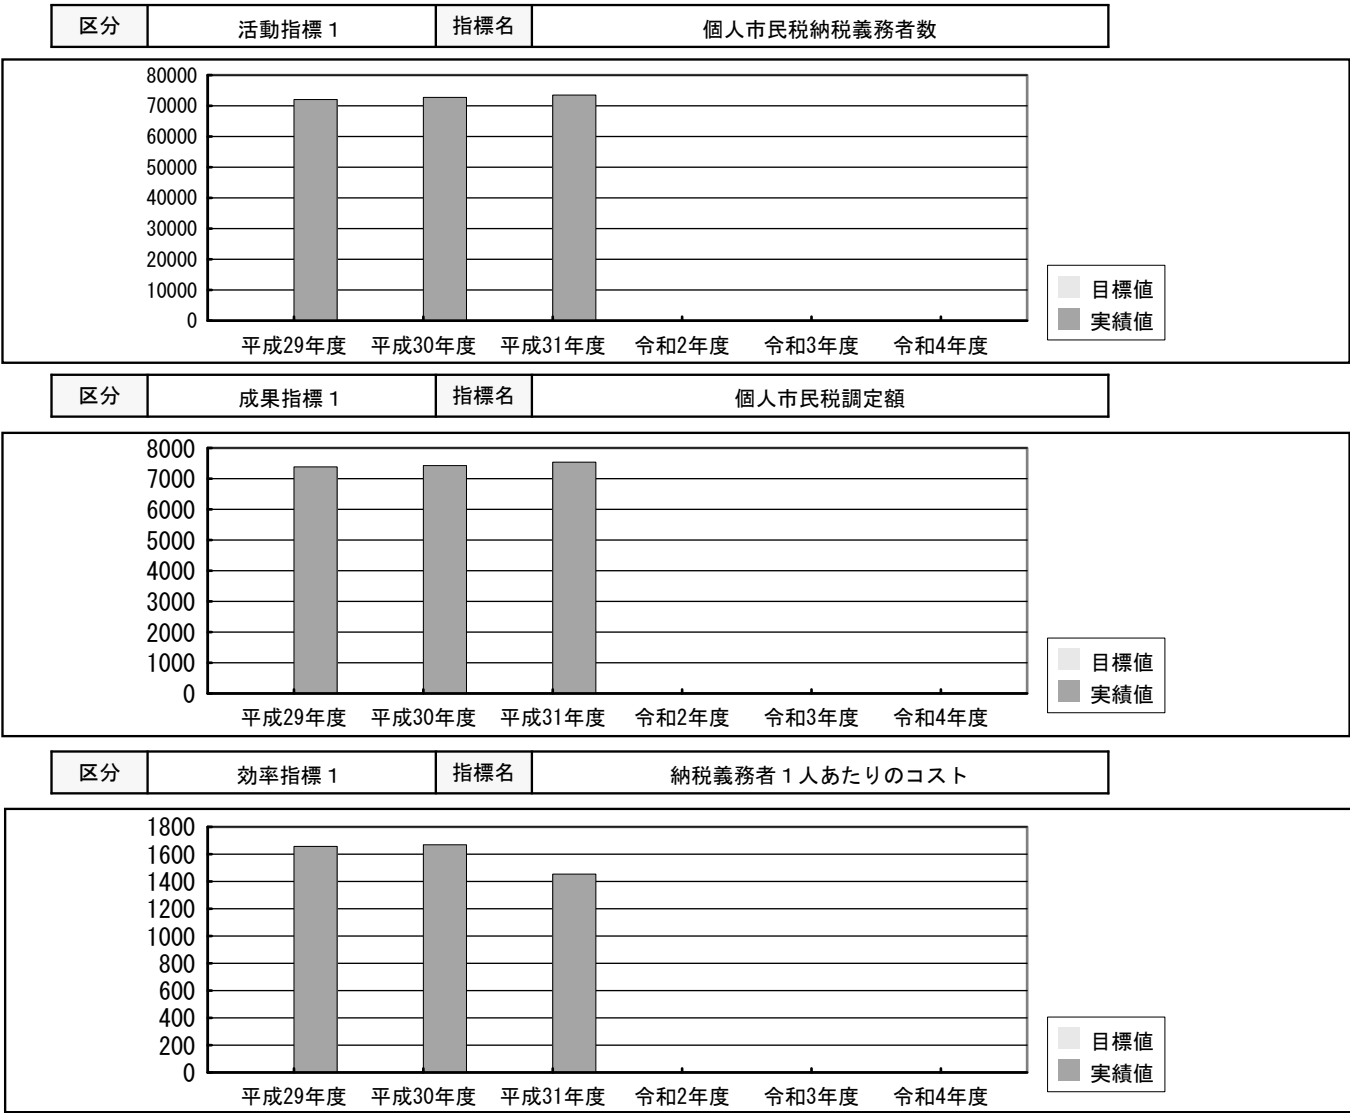 区分 活動指標1 指標名 個人市民税納税義務者数
80000
70000
60000
50000
40000
30000
20000
10000
0
平成29年度 平成30年度 平成31年度 令和2年度 令和3年度 令和4年度
目標値
実績値
区分 成果指標1 指標名 個人市民税調定額
8000
7000
6000
5000
4000
3000
2000
1000
0
平成29年度 平成30年度 平成31年度 令和2年度 令和3年度 令和4年度
目標値
実績値
区分 効率指標1 指標名 納税義務者1人あたりのコスト
1800
1600
1400
1200
1000
800
600
400
200
0
平成29年度 平成30年度 平成31年度 令和2年度 令和3年度 令和4年度
目標値
実績値